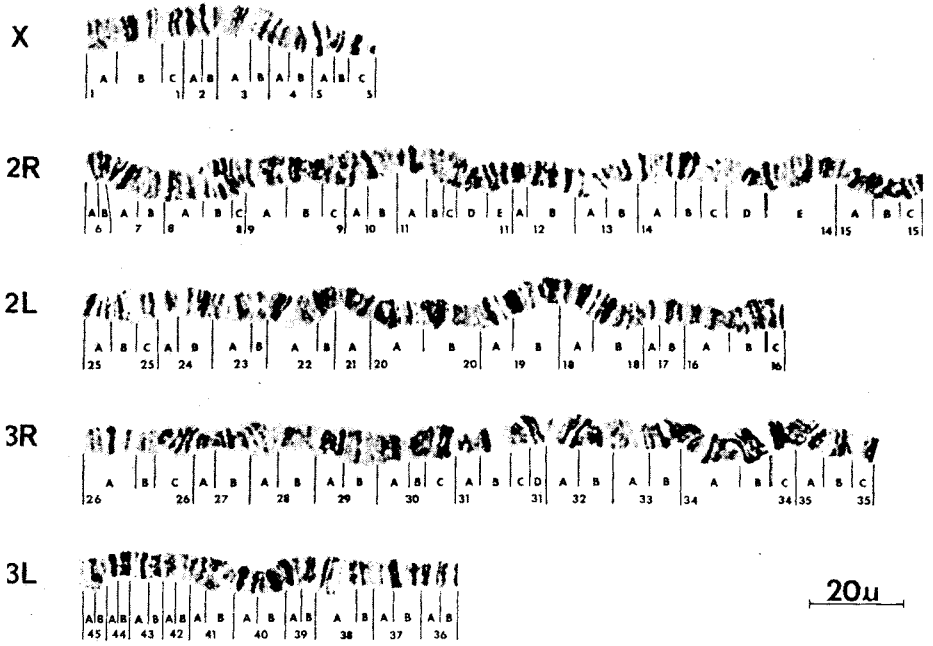 X
A B C A B A B A B A B C
1 1 2 3 4 5 5
2R
A B A B A B C A B C A B A B C D E A B A B A B C D E A B C
6 7 8 8 9 9 10 11 11 12 13 14 14 15 15
2L
A B C A B A B A B A A B A B A B A B A B C
25 25 24 23 22 21 20 20 19 18 18 17 16 16
3R
A B C A B A B A B A B C A B C D A B A B A B C A B C
26 26 27 28 29 30 31 31 32 33 34 34 35 35
3L
A B A B A B A B A B A B A B A B A B A B
45 44 43 42 41 40 39 38 37 36
20µ